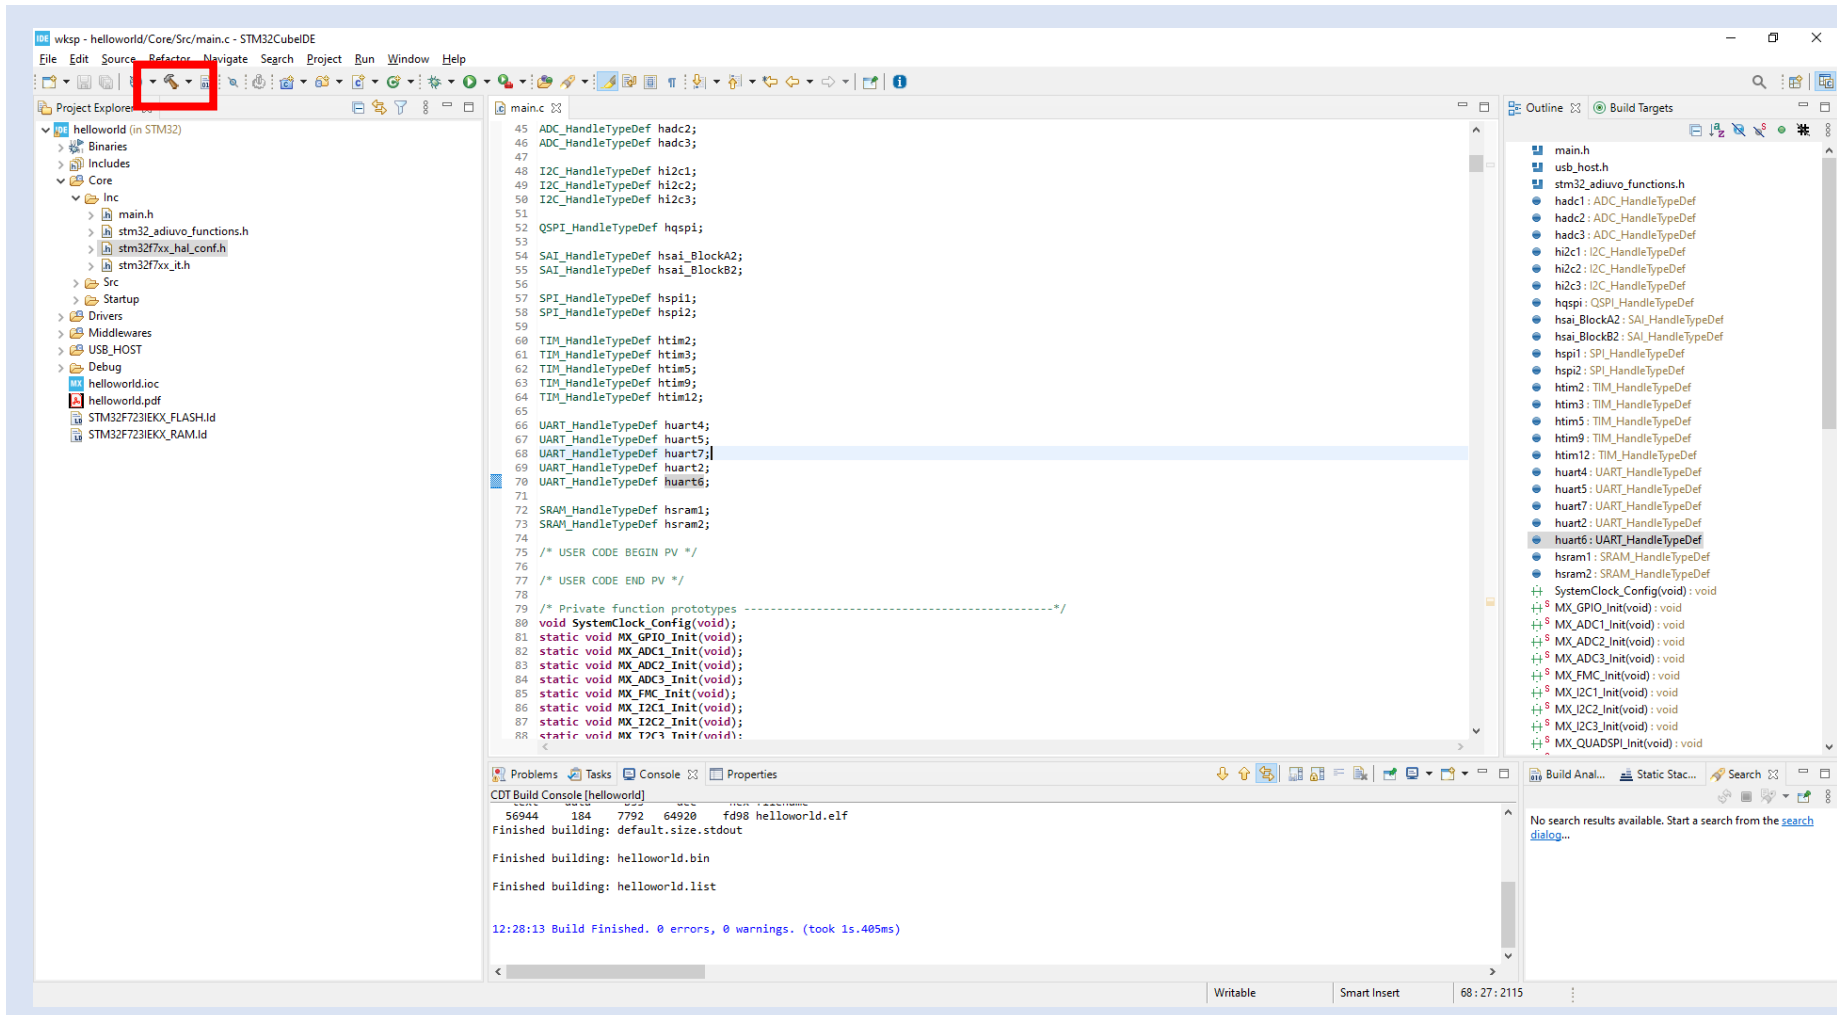 IDE wksp - helloworld/Core/Src/main.c - STM32CubeIDE
File Edit Source Refactor Navigate Search Project Run Window Help
Project Explorer
helloworld (in STM32)
Binaries
Includes
Core
Inc
main.h
stm32_adiuvo_functions.h
stm32f7xx_hal_conf.h
stm32f7xx_it.h
Src
Startup
Drivers
Middlewares
USB_HOST
Debug
MX helloworld.ioc
helloworld.pdf
STM32F723IEKX_FLASH.ld
STM32F723IEKX_RAM.ld
main.c
45 ADC_HandleTypeDef hadc2;
46 ADC_HandleTypeDef hadc3;
47
48 I2C_HandleTypeDef hi2c1;
49 I2C_HandleTypeDef hi2c2;
50 I2C_HandleTypeDef hi2c3;
51
52 QSPI_HandleTypeDef hqspi;
53
54 SAI_HandleTypeDef hsai_BlockA2;
55 SAI_HandleTypeDef hsai_BlockB2;
56
57 SPI_HandleTypeDef hspi1;
58 SPI_HandleTypeDef hspi2;
59
60 TIM_HandleTypeDef htim2;
61 TIM_HandleTypeDef htim3;
62 TIM_HandleTypeDef htim5;
63 TIM_HandleTypeDef htim9;
64 TIM_HandleTypeDef htim12;
65
66 UART_HandleTypeDef huart4;
67 UART_HandleTypeDef huart5;
68 UART_HandleTypeDef huart7;
69 UART_HandleTypeDef huart2;
70 UART_HandleTypeDef huart6;
71
72 SRAM_HandleTypeDef hsram1;
73 SRAM_HandleTypeDef hsram2;
74
75 /* USER CODE BEGIN PV */
76
77 /* USER CODE END PV */
78
79 /* Private function prototypes -----------------------------------------------*/
80 void SystemClock_Config(void);
81 static void MX_GPIO_Init(void);
82 static void MX_ADC1_Init(void);
83 static void MX_ADC2_Init(void);
84 static void MX_ADC3_Init(void);
85 static void MX_FMC_Init(void);
86 static void MX_I2C1_Init(void);
87 static void MX_I2C2_Init(void);
88 static void MX_I2C3_Init(void);
Outline Build Targets
main.h
usb_host.h
stm32_adiuvo_functions.h
hadc1 : ADC_HandleTypeDef
hadc2 : ADC_HandleTypeDef
hadc3 : ADC_HandleTypeDef
hi2c1 : I2C_HandleTypeDef
hi2c2 : I2C_HandleTypeDef
hi2c3 : I2C_HandleTypeDef
hqspi : QSPI_HandleTypeDef
hsai_BlockA2 : SAI_HandleTypeDef
hsai_BlockB2 : SAI_HandleTypeDef
hspi1 : SPI_HandleTypeDef
hspi2 : SPI_HandleTypeDef
htim2 : TIM_HandleTypeDef
htim3 : TIM_HandleTypeDef
htim5 : TIM_HandleTypeDef
htim9 : TIM_HandleTypeDef
htim12 : TIM_HandleTypeDef
huart4 : UART_HandleTypeDef
huart5 : UART_HandleTypeDef
huart7 : UART_HandleTypeDef
huart2 : UART_HandleTypeDef
huart6 : UART_HandleTypeDef
hsram1 : SRAM_HandleTypeDef
hsram2 : SRAM_HandleTypeDef
SystemClock_Config(void) : void
MX_GPIO_Init(void) : void
MX_ADC1_Init(void) : void
MX_ADC2_Init(void) : void
MX_ADC3_Init(void) : void
MX_FMC_Init(void) : void
MX_I2C1_Init(void) : void
MX_I2C2_Init(void) : void
MX_I2C3_Init(void) : void
MX_QUADSPI_Init(void) : void
Problems Tasks Console Properties
CDT Build Console [helloworld]
text data bss dec hex filename
56944 184 7792 64920 fd98 helloworld.elf
Finished building: default.size.stdout
Finished building: helloworld.bin
Finished building: helloworld.list
12:28:13 Build Finished. 0 errors, 0 warnings. (took 1s.405ms)
Build Anal... Static Stac... Search
No search results available. Start a search from the search
dialog...
Writable Smart Insert 68 : 27 : 2115